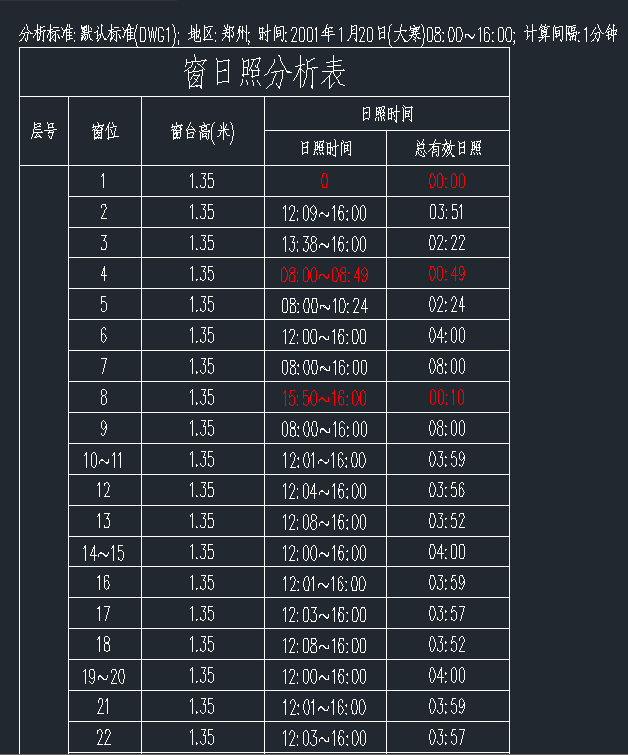 分析标准:默认标准(DWG1); 地区:郑州; 时间:2001年1月20日(大寒)08:00~16:00; 计算间隔:1分钟
窗日照分析表
层号 窗位 窗台高(米) 日照时间
日照时间 总有效日照
1 1.35 0 00:00
2 1.35 12:09~16:00 03:51
3 1.35 13:38~16:00 02:22
4 1.35 08:00~08:49 00:49
5 1.35 08:00~10:24 02:24
6 1.35 12:00~16:00 04:00
7 1.35 08:00~16:00 08:00
8 1.35 15:50~16:00 00:10
9 1.35 08:00~16:00 08:00
10~11 1.35 12:01~16:00 03:59
12 1.35 12:04~16:00 03:56
13 1.35 12:08~16:00 03:52
14~15 1.35 12:00~16:00 04:00
16 1.35 12:01~16:00 03:59
17 1.35 12:03~16:00 03:57
18 1.35 12:08~16:00 03:52
19~20 1.35 12:00~16:00 04:00
21 1.35 12:01~16:00 03:59
22 1.35 12:03~16:00 03:57